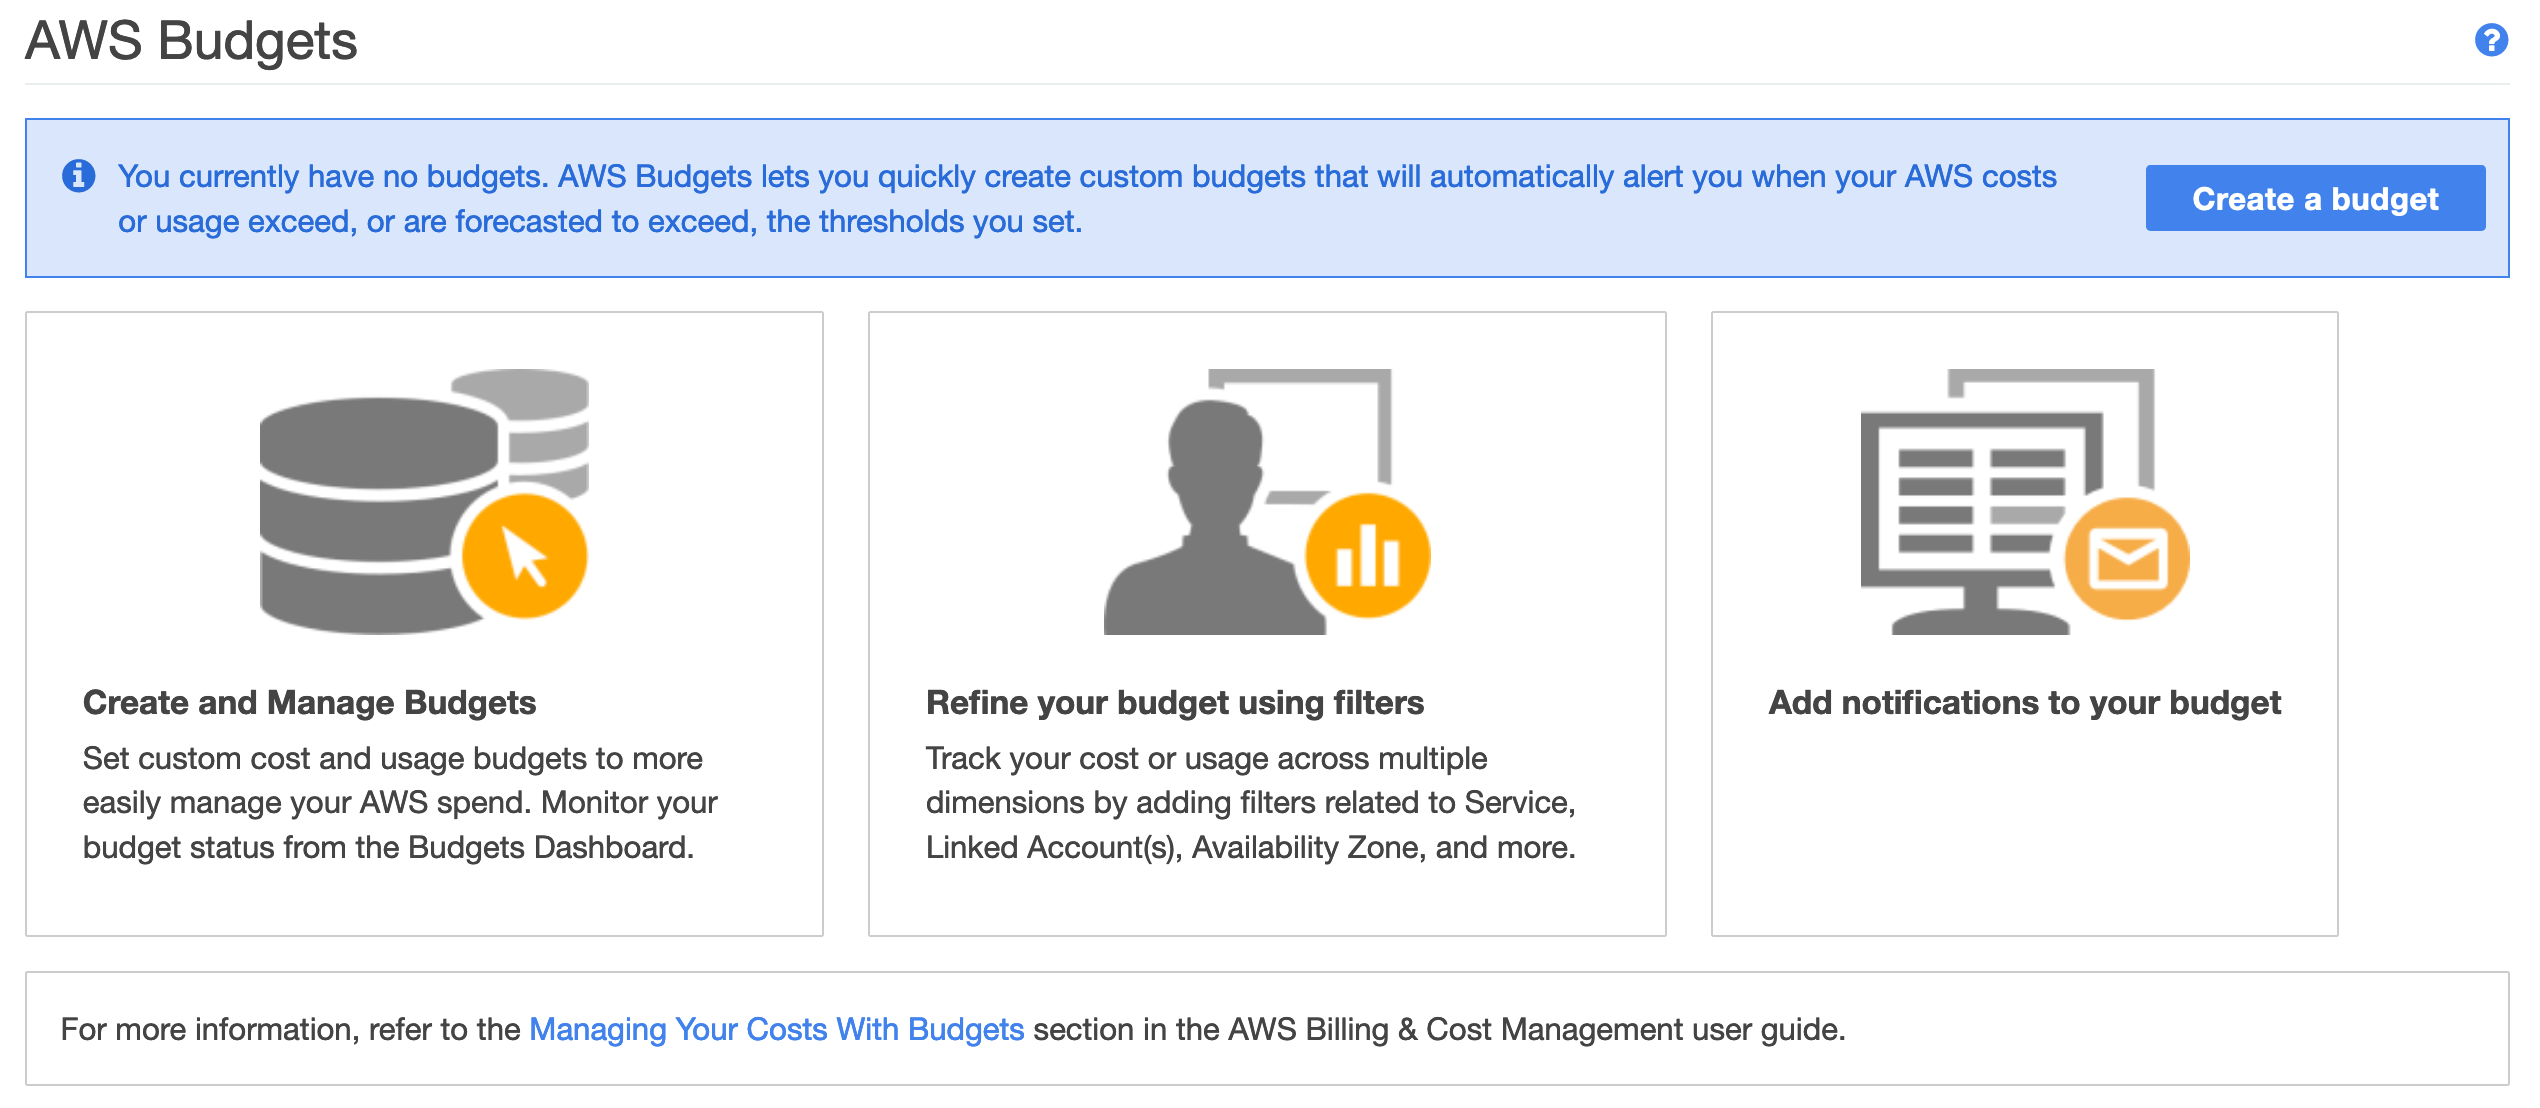 AWS Budgets
?
You currently have no budgets. AWS Budgets lets you quickly create custom budgets that will automatically alert you when your AWS costs
or usage exceed, or are forecasted to exceed, the thresholds you set.
Create a budget
Create and Manage Budgets
Set custom cost and usage budgets to more
easily manage your AWS spend. Monitor your
budget status from the Budgets Dashboard.
Refine your budget using filters
Track your cost or usage across multiple
dimensions by adding filters related to Service,
Linked Account(s), Availability Zone, and more.
Add notifications to your budget
For more information, refer to the Managing Your Costs With Budgets section in the AWS Billing & Cost Management user guide.